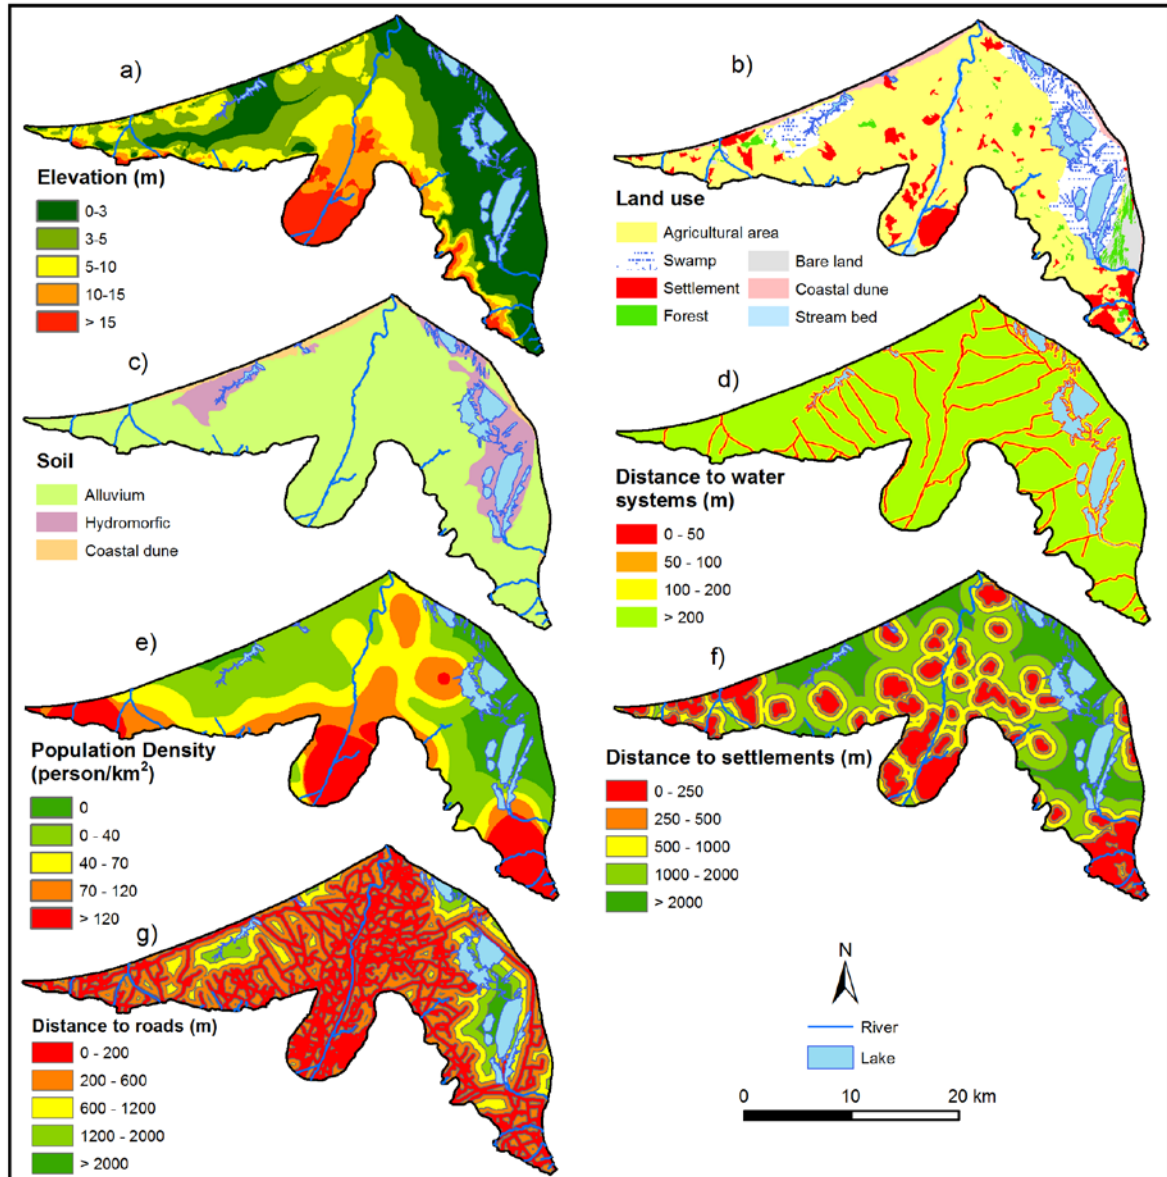 a)
Elevation (m)
0-3
3-5
5-10
10-15
> 15
b)
Land use
Agricultural area
Swamp
Settlement
Forest
Bare land
Coastal dune
Stream bed
c)
Soil
Alluvium
Hydromorfic
Coastal dune
d)
Distance to water
systems (m)
0 - 50
50 - 100
100 - 200
> 200
e)
Population Density
(person/km²)
0
0 - 40
40 - 70
70 - 120
> 120
f)
Distance to settlements (m)
0 - 250
250 - 500
500 - 1000
1000 - 2000
> 2000
g)
Distance to roads (m)
0 - 200
200 - 600
600 - 1200
1200 - 2000
> 2000
N
River
Lake
0 10 20 km